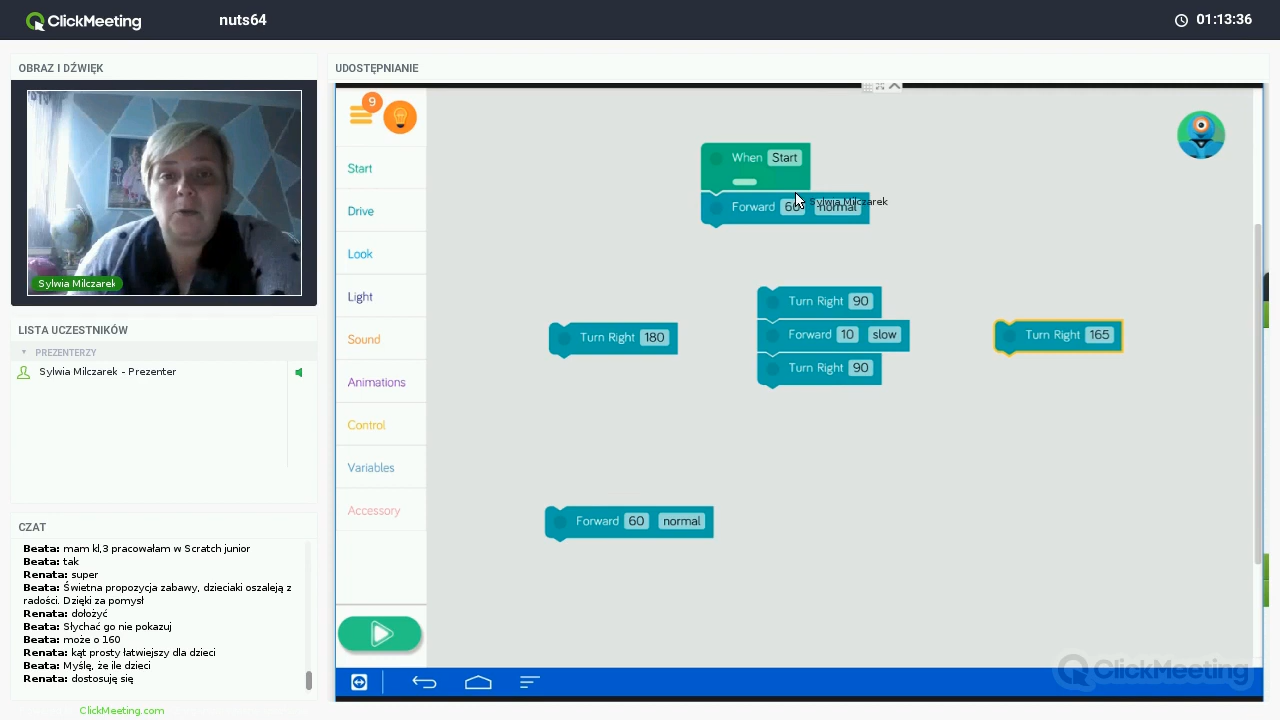 ClickMeeting
nuts64
01:13:36
OBRAZ I DŹWIĘK
Sylwia Milczarek
LISTA UCZESTNIKÓW
PREZENTERZY
Sylwia Milczarek - Prezenter
CZAT
Beata: mam kl,3 pracowałam w Scratch junior
Beata: tak
Renata: super
Beata: Świetna propozycja zabawy, dzieciaki oszaleją z
radości. Dzięki za pomysł
Renata: dołożyć
Beata: Słychać go nie pokazuj
Beata: może o 160
Renata: kąt prosty łatwiejszy dla dzieci
Beata: Myślę, że ile dzieci
Renata: dostosuję się
ClickMeeting.com
UDOSTĘPNIANIE
9
Start
Drive
Look
Light
Sound
Animations
Control
Variables
Accessory
When Start
Forward 60 normal
Sylwia Milczarek
Turn Right 180
Turn Right 90
Forward 10 slow
Turn Right 90
Turn Right 165
Forward 60 normal
ClickMeeting